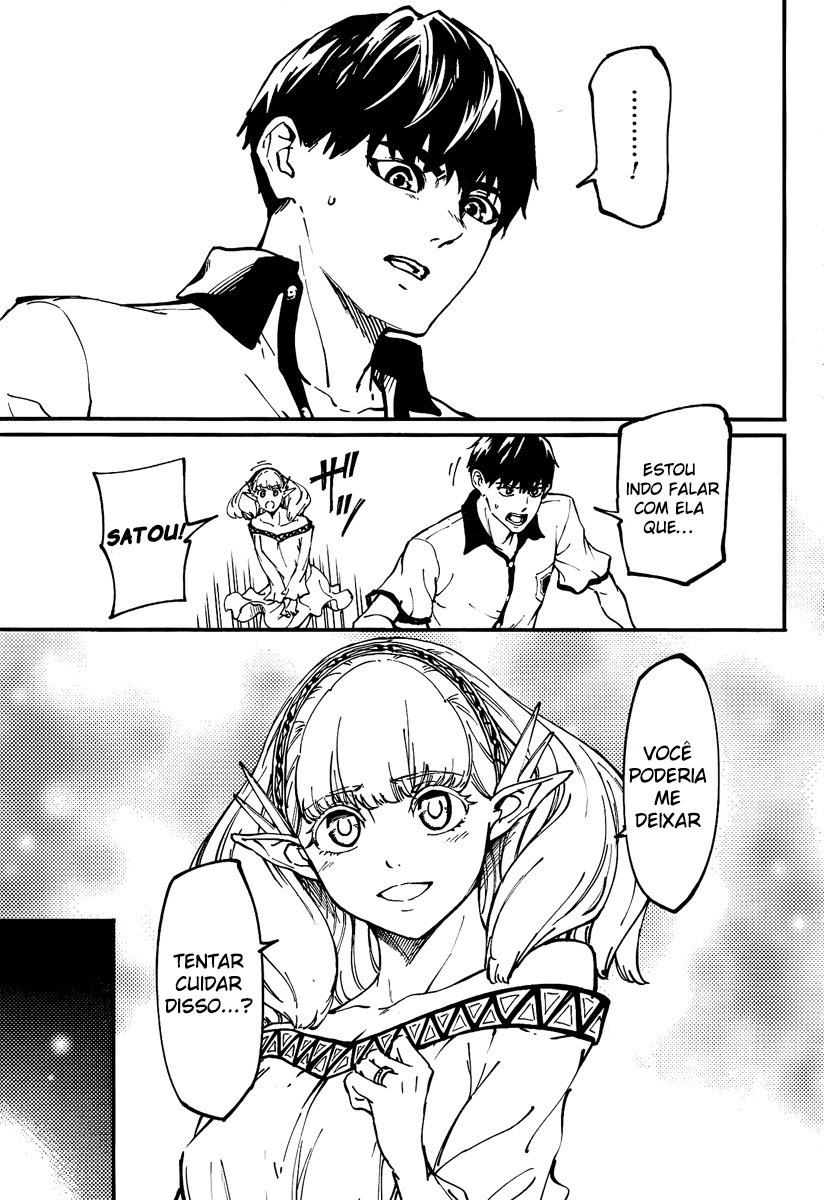 .........!
ESTOU
INDO FALAR
COM ELA
QUE...
SATOU!
VOCÊ
PODERIA
ME
DEIXAR
TENTAR
CUIDAR
DISSO...?